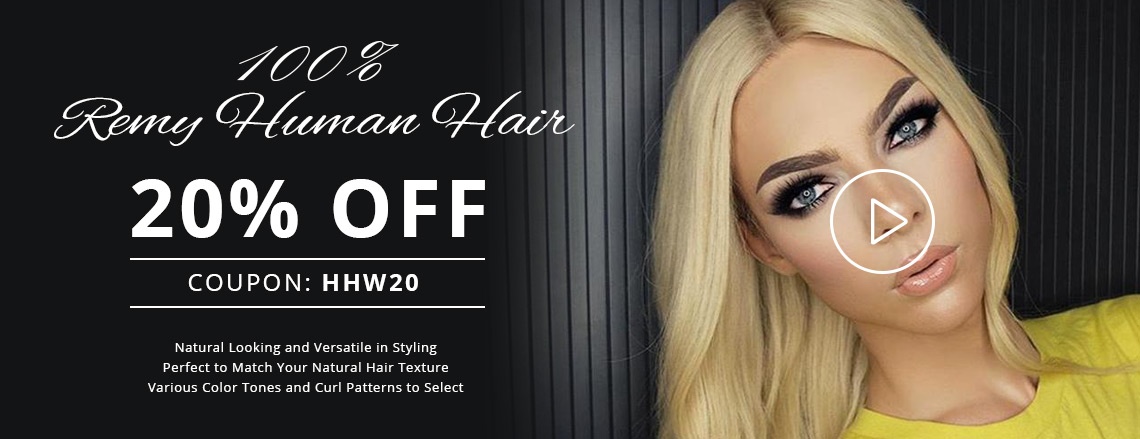 100%
Remy Human Hair
20% OFF
COUPON: HHW20
Natural Looking and Versatile in Styling
Perfect to Match Your Natural Hair Texture
Various Color Tones and Curl Patterns to Select